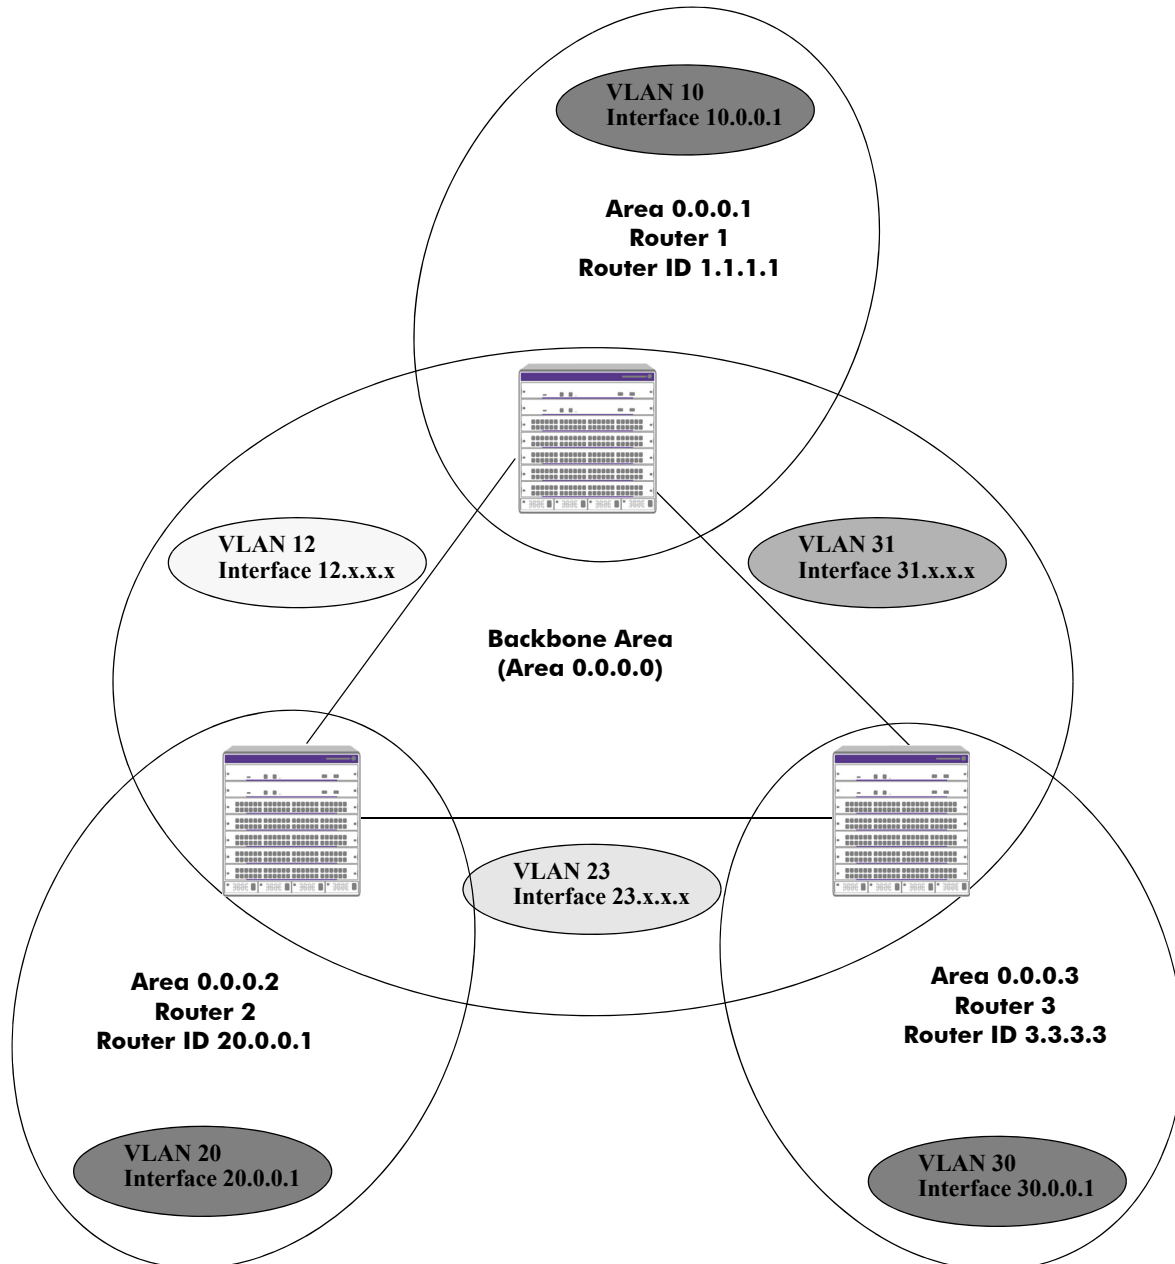 VLAN 10
Interface 10.0.0.1
Area 0.0.0.1
Router 1
Router ID 1.1.1.1
VLAN 12
Interface 12.x.x.x
VLAN 31
Interface 31.x.x.x
Backbone Area
(Area 0.0.0.0)
VLAN 23
Interface 23.x.x.x
Area 0.0.0.2
Router 2
Router ID 20.0.0.1
Area 0.0.0.3
Router 3
Router ID 3.3.3.3
VLAN 20
Interface 20.0.0.1
VLAN 30
Interface 30.0.0.1